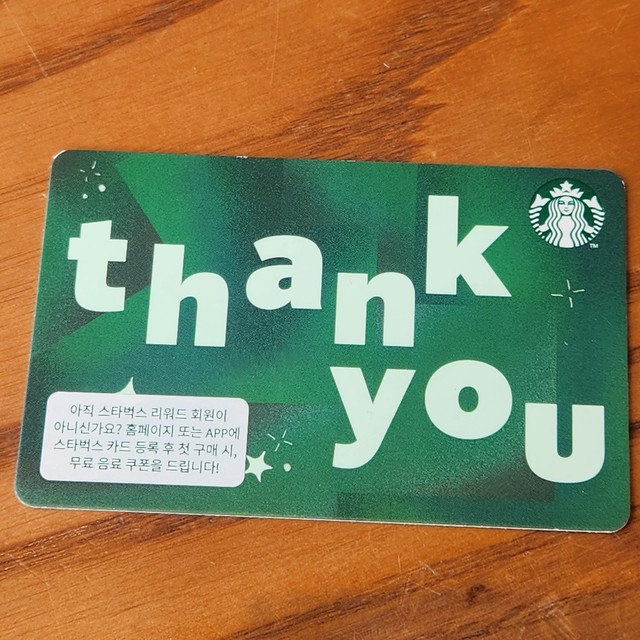 thank
you
아직 스타벅스 리워드 회원이
아니신가요? 홈페이지 또는 APP에
스타벅스 카드 등록 후 첫 구매 시,
무료 음료 쿠폰을 드립니다!
TM